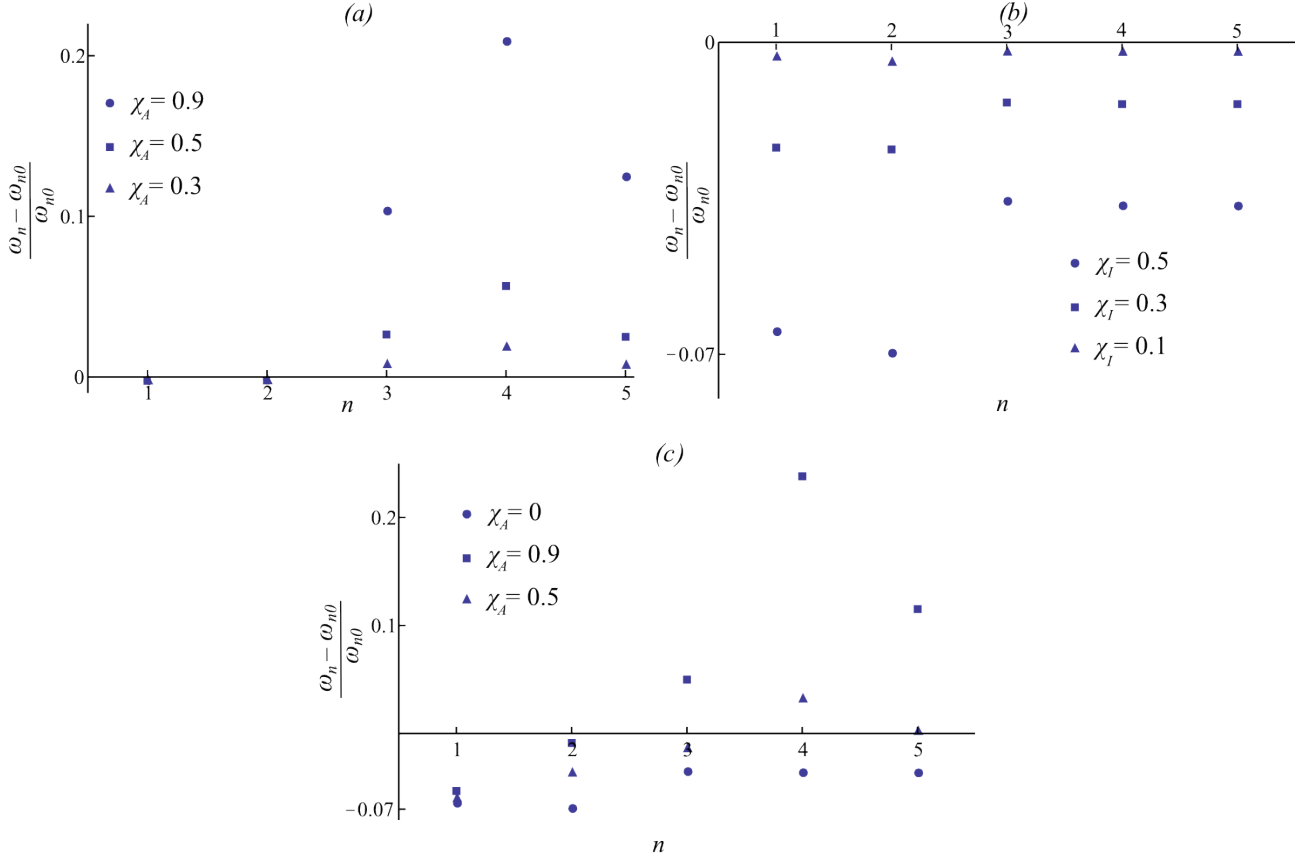 (a)
0.2
χA = 0.9
χA = 0.5
χA = 0.3
ωn − ωn0
ωn0
0.1
0
1 2 3 4 5
n
(b)
0
1 2 3 4 5
ωn − ωn0
ωn0
χI = 0.5
χI = 0.3
χI = 0.1
−0.07
n
(c)
0.2
χA = 0
χA = 0.9
χA = 0.5
0.1
ωn − ωn0
ωn0
1 2 3 4 5
−0.07
n